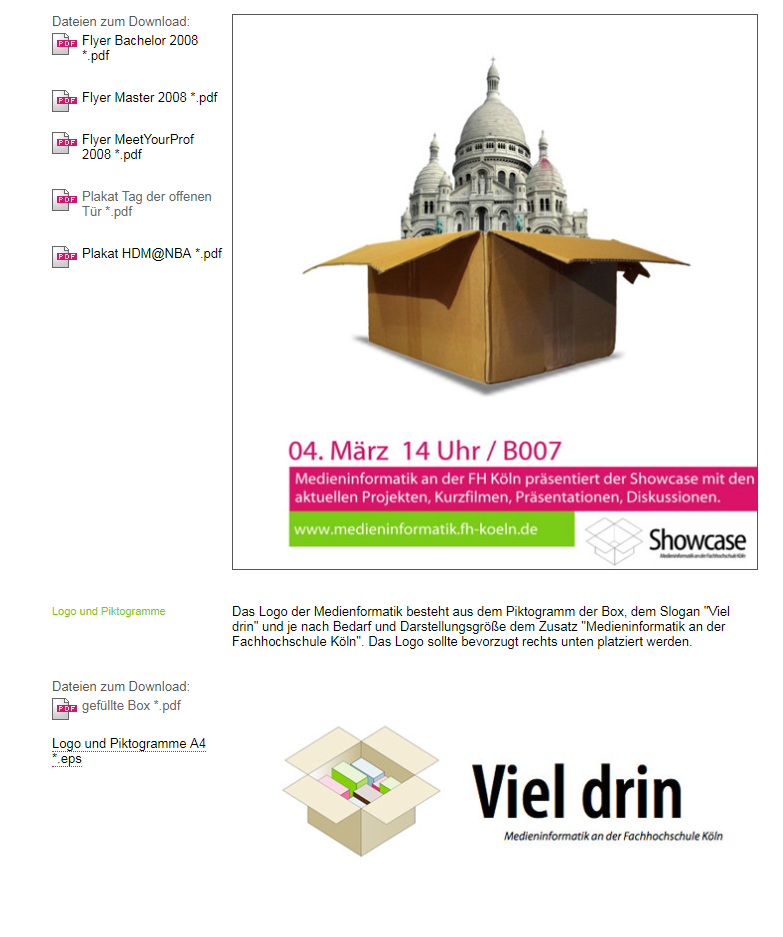 Dateien zum Download:
PDF Flyer Bachelor 2008
*.pdf
PDF Flyer Master 2008 *.pdf
PDF Flyer MeetYourProf
2008 *.pdf
PDF Plakat Tag der offenen
Tür *.pdf
PDF Plakat HDM@NBA *.pdf
04. März 14 Uhr / B007
Medieninformatik an der FH Köln präsentiert der Showcase mit den
aktuellen Projekten, Kurzfilmen, Präsentationen, Diskussionen.
www.medieninformatik.fh-koeln.de
Showcase
Medieninformatik an der Fachhochschule Köln
Logo und Piktogramme
Das Logo der Medienformatik besteht aus dem Piktogramm der Box, dem Slogan "Viel
drin" und je nach Bedarf und Darstellungsgröße dem Zusatz "Medieninformatik an der
Fachhochschule Köln". Das Logo sollte bevorzugt rechts unten platziert werden.
Dateien zum Download:
PDF gefüllte Box *.pdf
Logo und Piktogramme A4
*.eps
Viel drin
Medieninformatik an der Fachhochschule Köln